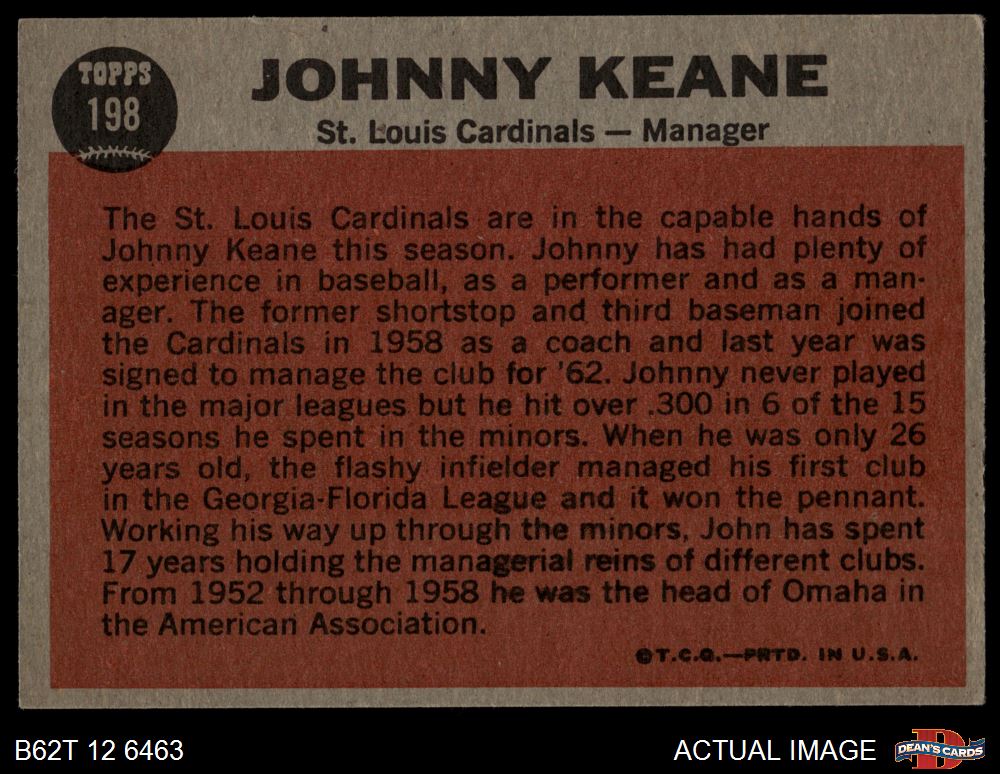 TOPPS
198
JOHNNY KEANE
St. Louis Cardinals — Manager
The St. Louis Cardinals are in the capable hands of
Johnny Keane this season. Johnny has had plenty of
experience in baseball, as a performer and as a man-
ager. The former shortstop and third baseman joined
the Cardinals in 1958 as a coach and last year was
signed to manage the club for '62. Johnny never played
in the major leagues but he hit over .300 in 6 of the 15
seasons he spent in the minors. When he was only 26
years old, the flashy infielder managed his first club
in the Georgia-Florida League and it won the pennant.
Working his way up through the minors, John has spent
17 years holding the managerial reins of different clubs.
From 1952 through 1958 he was the head of Omaha in
the American Association.
©T.C.G.—PRTD. IN U.S.A.
B62T 12 6463
ACTUAL IMAGE
D
DEAN'S CARDS